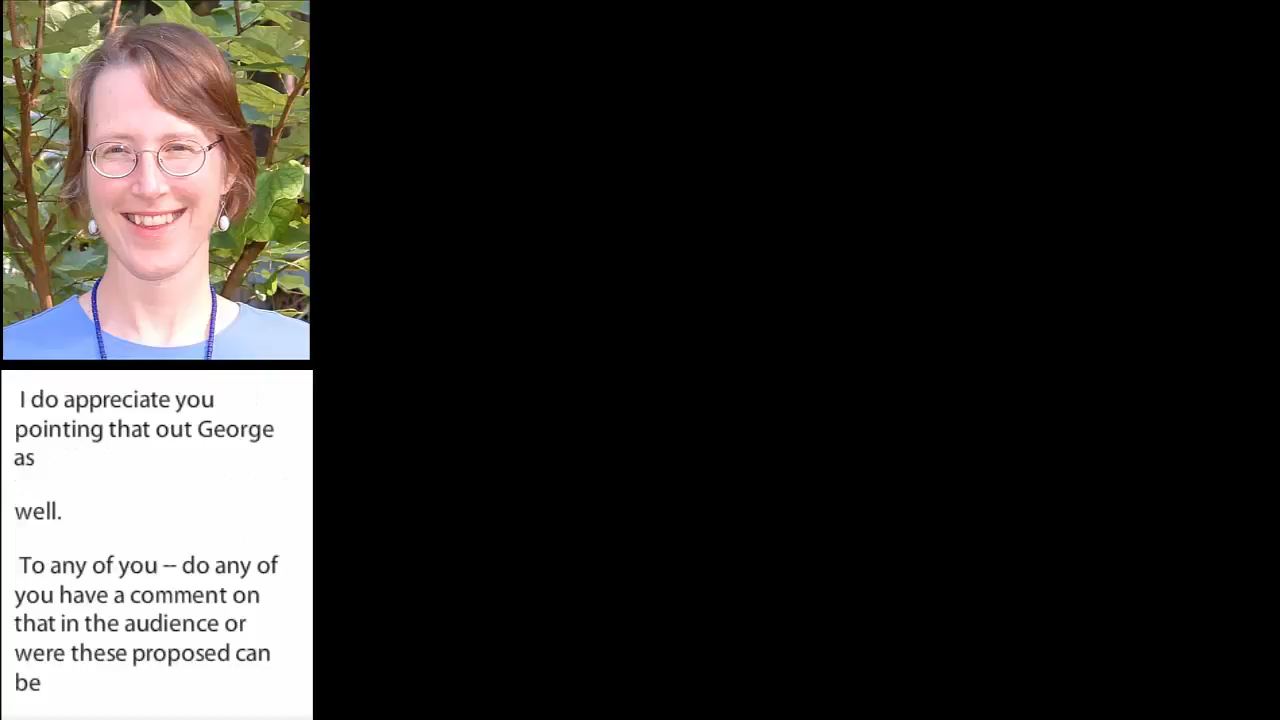 I do appreciate you
pointing that out George
as
well.
To any of you -- do any of
you have a comment on
that in the audience or
were these proposed can
be